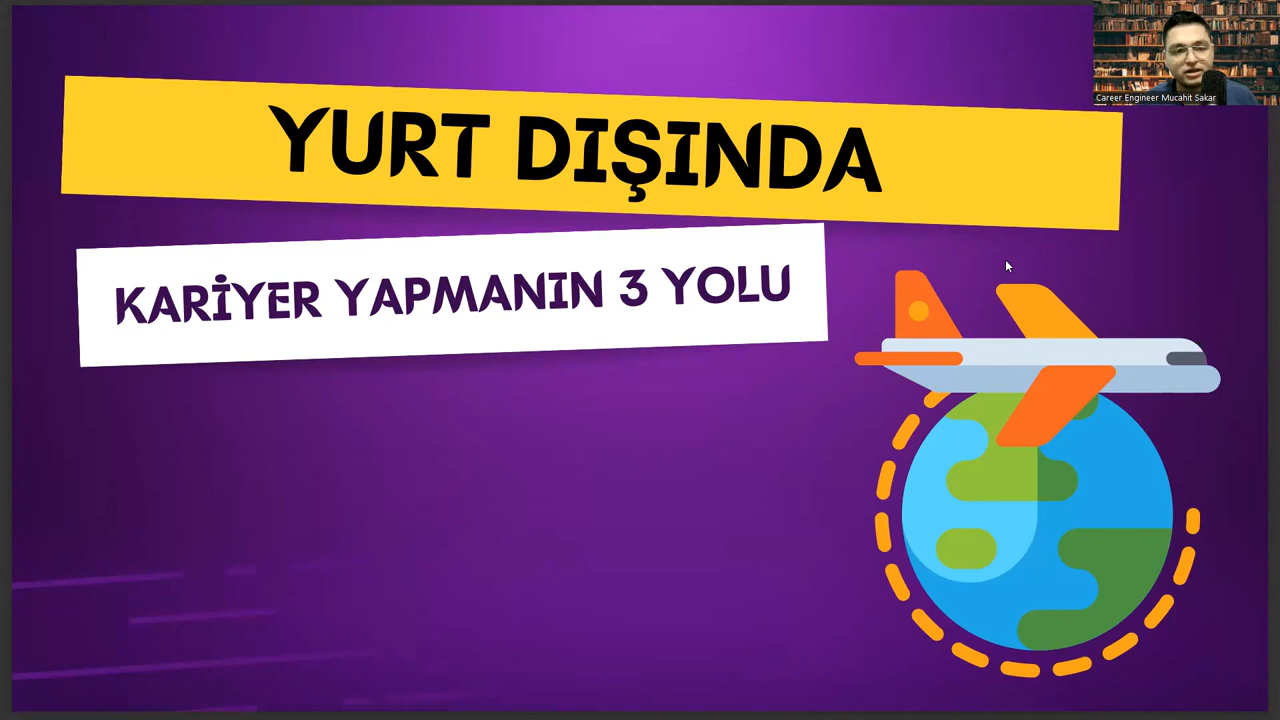 Career Engineer Mucahit Sakar
YURT DIŞINDA
KARİYER YAPMANIN 3 YOLU